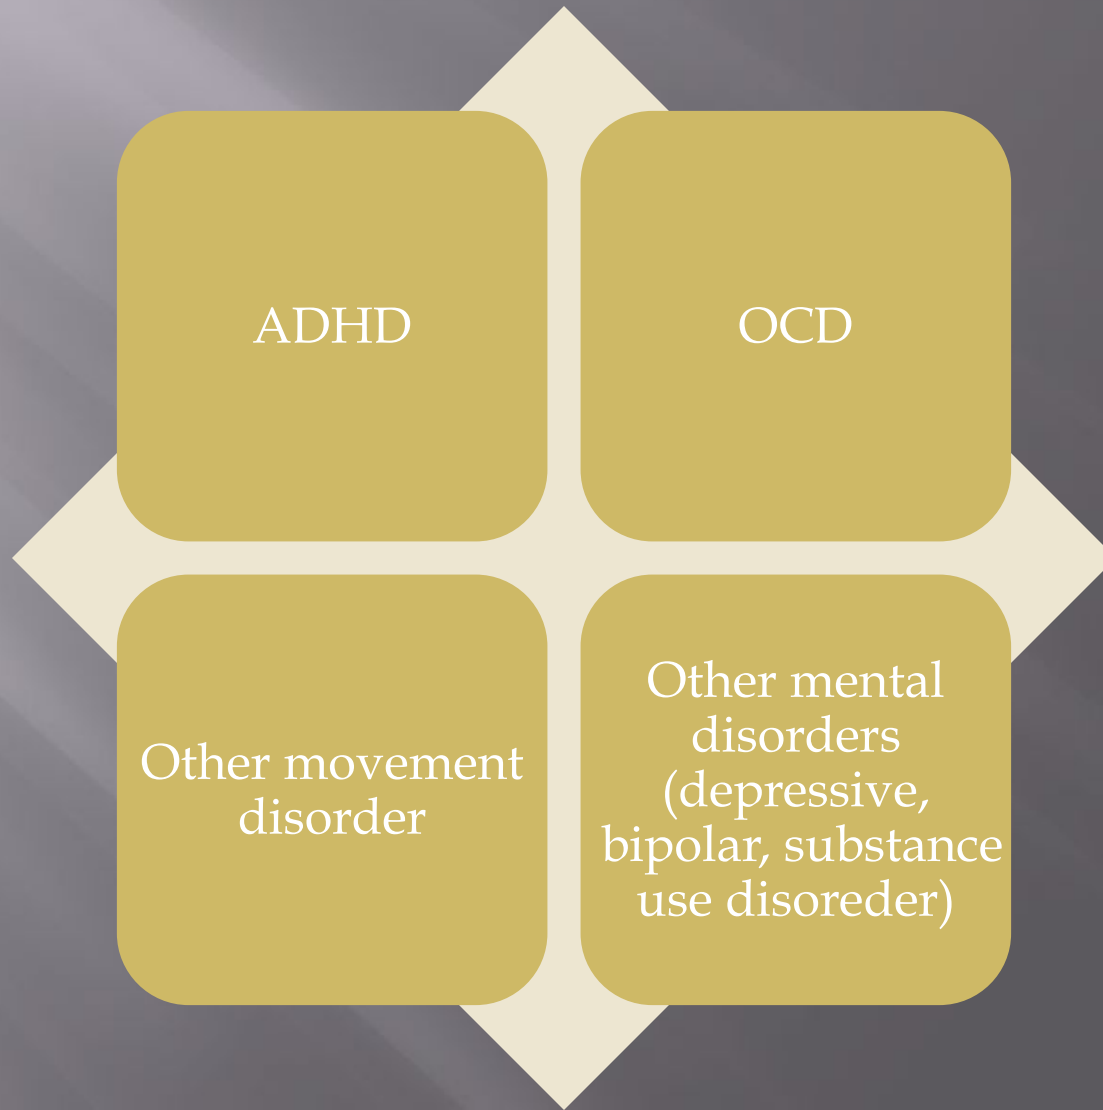 ADHD
OCD
Other movement
disorder
Other mental
disorders
(depressive,
bipolar, substance
use disoreder)